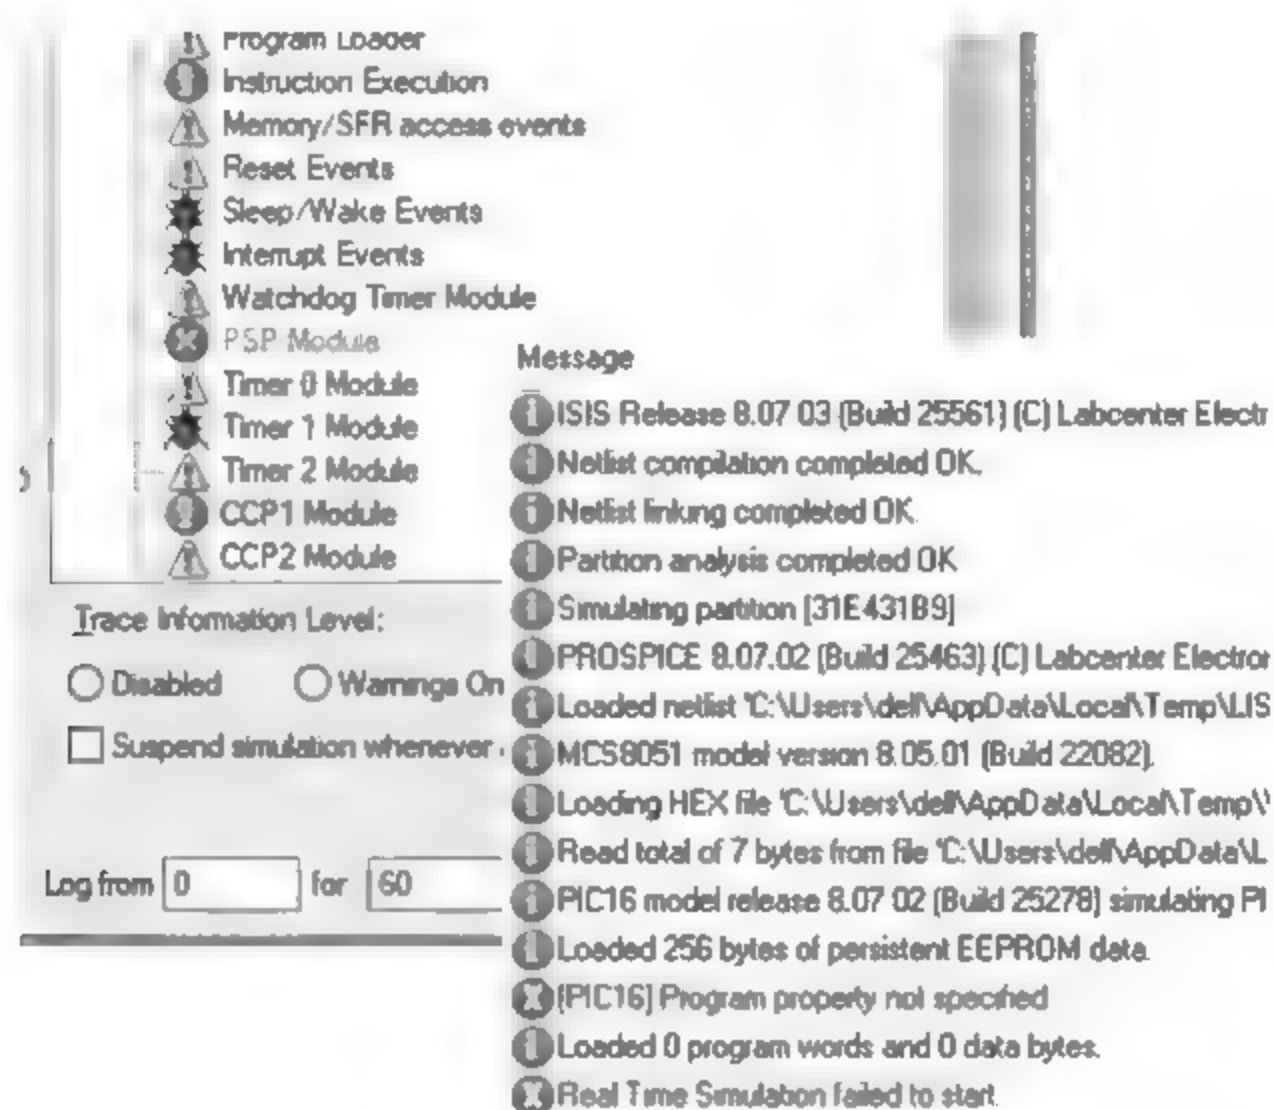 Program Loader
Instruction Execution
Memory/SFR access events
Reset Events
Sleep/Wake Events
Interrupt Events
Watchdog Timer Module
PSP Module
Timer 0 Module
Timer 1 Module
Timer 2 Module
CCP1 Module
CCP2 Module
Trace Information Level:
Disabled Warnings On
Suspend simulation whenever
Log from 0 for 60
Message
ISIS Release 8.07 03 (Build 25561) (C) Labcenter Electr
Netlist compilation completed OK.
Netlist linking completed OK.
Partition analysis completed OK
Simulating partition [31E431B9]
PROSPICE 8.07.02 (Build 25463) (C) Labcenter Electror
Loaded netlist 'C:\Users\dell\AppData\Local\Temp\LIS
MCS8051 model version 8.05.01 (Build 22082).
Loading HEX file 'C:\Users\dell\AppData\Local\Temp\
Read total of 7 bytes from file 'C:\Users\dell\AppData\L
PIC16 model release 8.07 02 (Build 25278) simulating PI
Loaded 256 bytes of persistent EEPROM data.
[PIC16] Program property not specified
Loaded 0 program words and 0 data bytes.
Real Time Simulation failed to start.